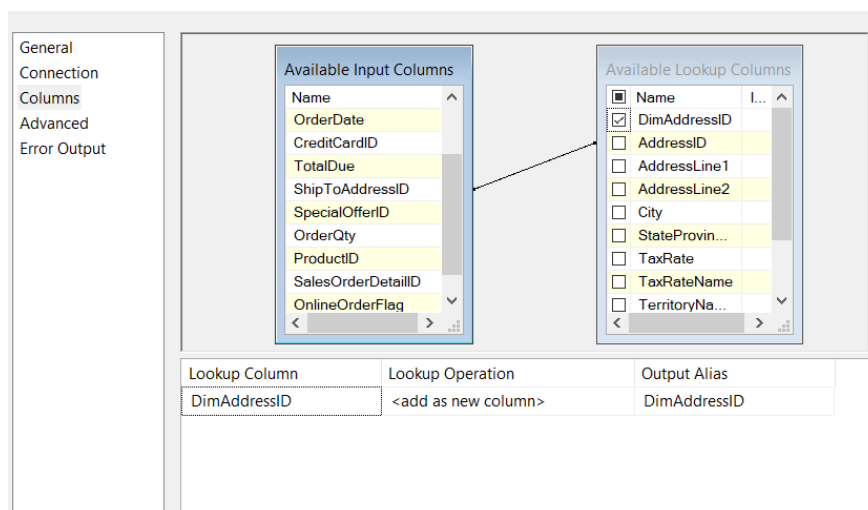 General
Connection
Columns
Advanced
Error Output
Available Input Columns
Name
OrderDate
CreditCardID
TotalDue
ShipToAddressID
SpecialOfferID
OrderQty
ProductID
SalesOrderDetailID
OnlineOrderFlag
Available Lookup Columns
Name I...
DimAddressID
AddressID
AddressLine1
AddressLine2
City
StateProvin...
TaxRate
TaxRateName
TerritoryNa...
Lookup Column Lookup Operation Output Alias
DimAddressID <add as new column> DimAddressID